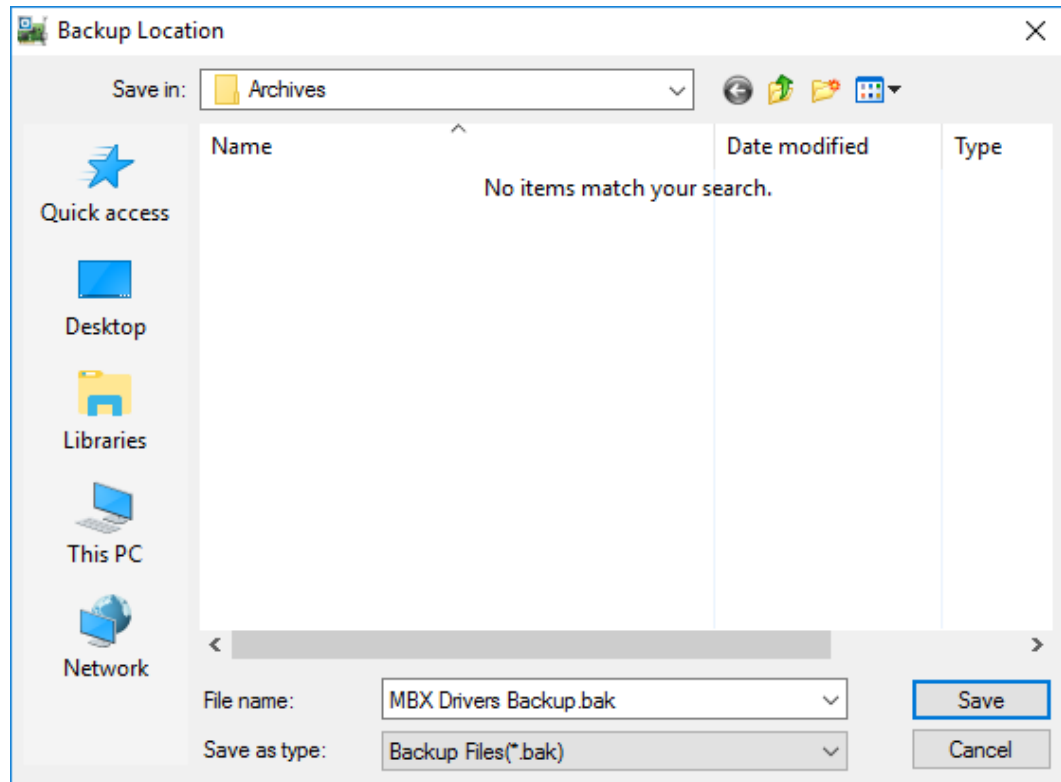 Backup Location
Save in: Archives
Name Date modified Type
No items match your search.
Quick access
Desktop
Libraries
This PC
Network
File name: MBX Drivers Backup.bak Save
Save as type: Backup Files(*.bak) Cancel